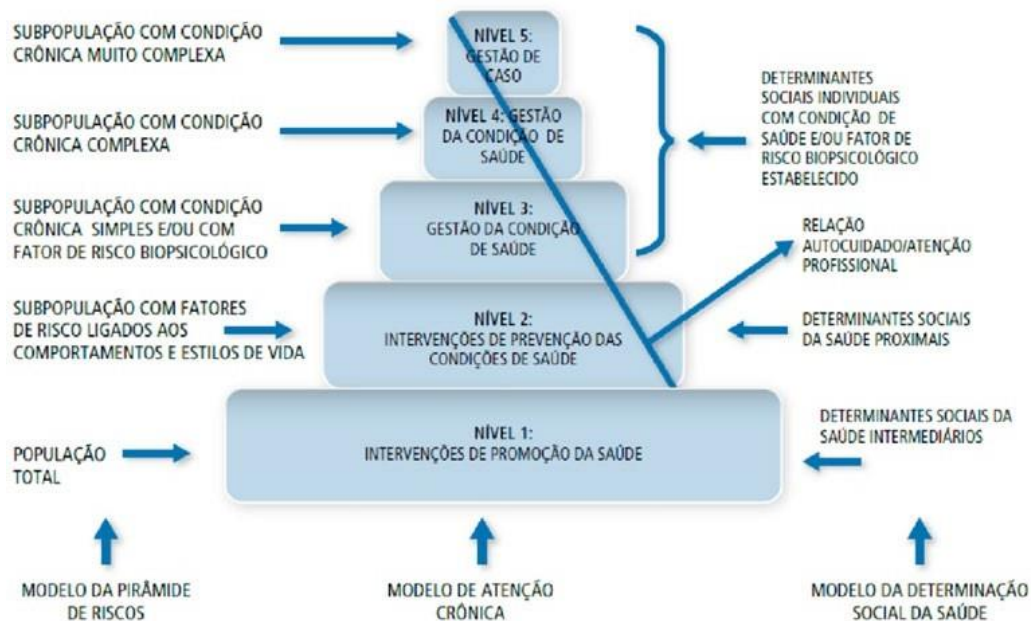 SUBPOPULAÇÃO COM CONDIÇÃO
CRÔNICA MUITO COMPLEXA
NÍVEL 5:
GESTÃO DE
CASO
DETERMINANTES
SOCIAIS INDIVIDUAIS
COM CONDIÇÃO DE
SAÚDE E/OU FATOR DE
RISCO BIOPSICOLÓGICO
ESTABELECIDO
SUBPOPULAÇÃO COM CONDIÇÃO
CRÔNICA COMPLEXA
NÍVEL 4: GESTÃO
DA CONDIÇÃO DE
SAÚDE
SUBPOPULAÇÃO COM CONDIÇÃO
CRÔNICA SIMPLES E/OU COM
FATOR DE RISCO BIOPSICOLÓGICO
NÍVEL 3:
GESTÃO DA CONDIÇÃO
DE SAÚDE
RELAÇÃO
AUTOCUIDADO/ATENÇÃO
PROFISSIONAL
SUBPOPULAÇÃO COM FATORES
DE RISCO LIGADOS AOS
COMPORTAMENTOS E ESTILOS DE VIDA
NÍVEL 2:
INTERVENÇÕES DE PREVENÇÃO DAS
CONDIÇÕES DE SAÚDE
DETERMINANTES SOCIAIS
DA SAÚDE PROXIMAIS
POPULAÇÃO
TOTAL
NÍVEL 1:
INTERVENÇÕES DE PROMOÇÃO DA SAÚDE
DETERMINANTES SOCIAIS DA
SAÚDE INTERMEDIÁRIOS
MODELO DA PIRÂMIDE
DE RISCOS
MODELO DE ATENÇÃO
CRÔNICA
MODELO DA DETERMINAÇÃO
SOCIAL DA SAÚDE